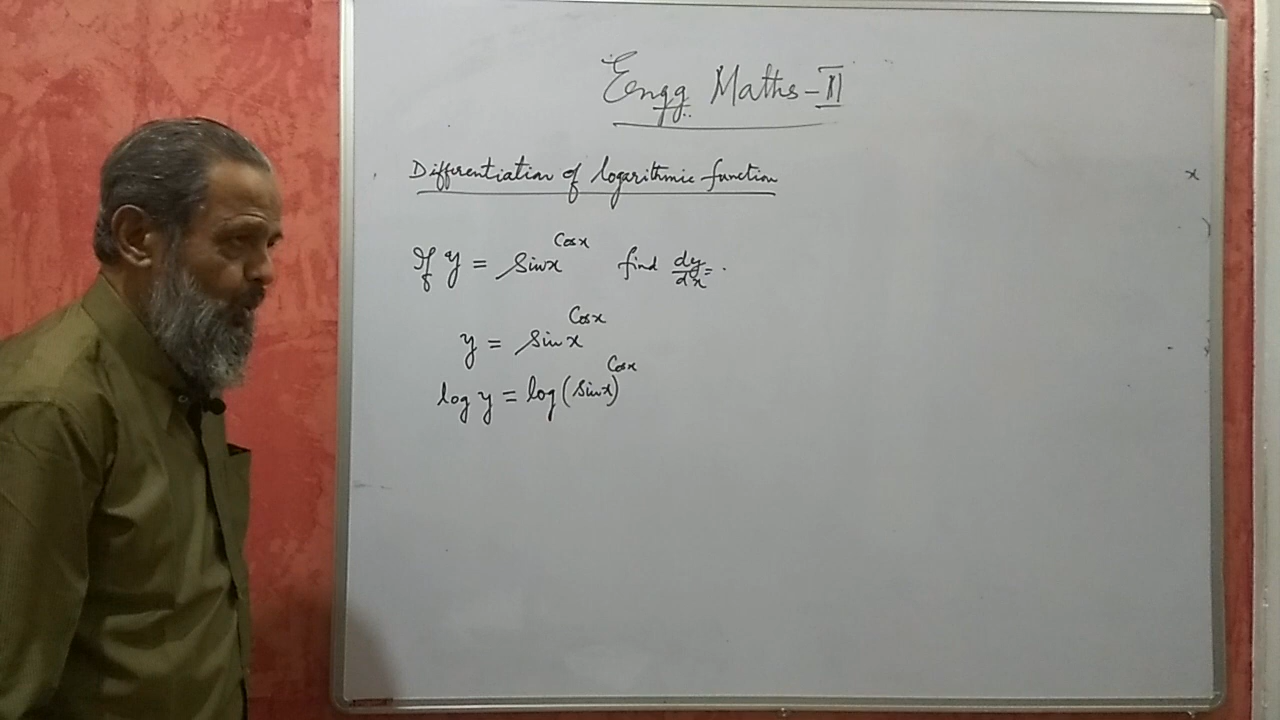 Engg Maths-II
Differentiation of logarithmic function
If y = Sinx^Cosx find dy/dx = .
y = Sinx^Cosx
log y = log(Sinx)^Cosx